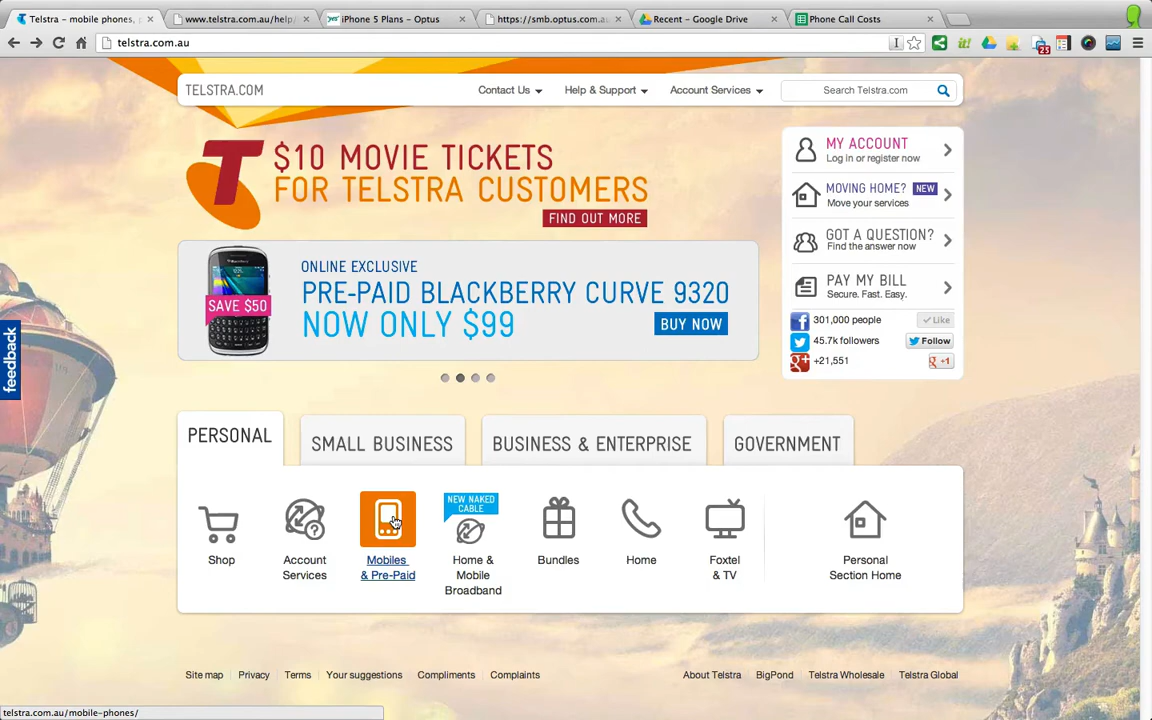 Telstra – mobile phones, p
www.telstra.com.au/help/
yes iPhone 5 Plans – Optus
https://smb.optus.com.au
Recent – Google Drive
Phone Call Costs
telstra.com.au
it!
25
TELSTRA.COM
Contact Us
Help & Support
Account Services
Search Telstra.com
T
$10 MOVIE TICKETS
FOR TELSTRA CUSTOMERS
FIND OUT MORE
MY ACCOUNT
Log in or register now
MOVING HOME? NEW
Move your services
GOT A QUESTION?
Find the answer now
PAY MY BILL
Secure. Fast. Easy.
301,000 people
Like
45.7k followers
Follow
+21,551
+1
SAVE $50
ONLINE EXCLUSIVE
PRE-PAID BLACKBERRY CURVE 9320
NOW ONLY $99
BUY NOW
feedback
PERSONAL
SMALL BUSINESS
BUSINESS & ENTERPRISE
GOVERNMENT
Shop
Account
Services
Mobiles
& Pre-Paid
NEW NAKED
CABLE
Home &
Mobile
Broadband
Bundles
Home
Foxtel
& TV
Personal
Section Home
Site map
Privacy
Terms
Your suggestions
Compliments
Complaints
About Telstra
BigPond
Telstra Wholesale
Telstra Global
telstra.com.au/mobile-phones/